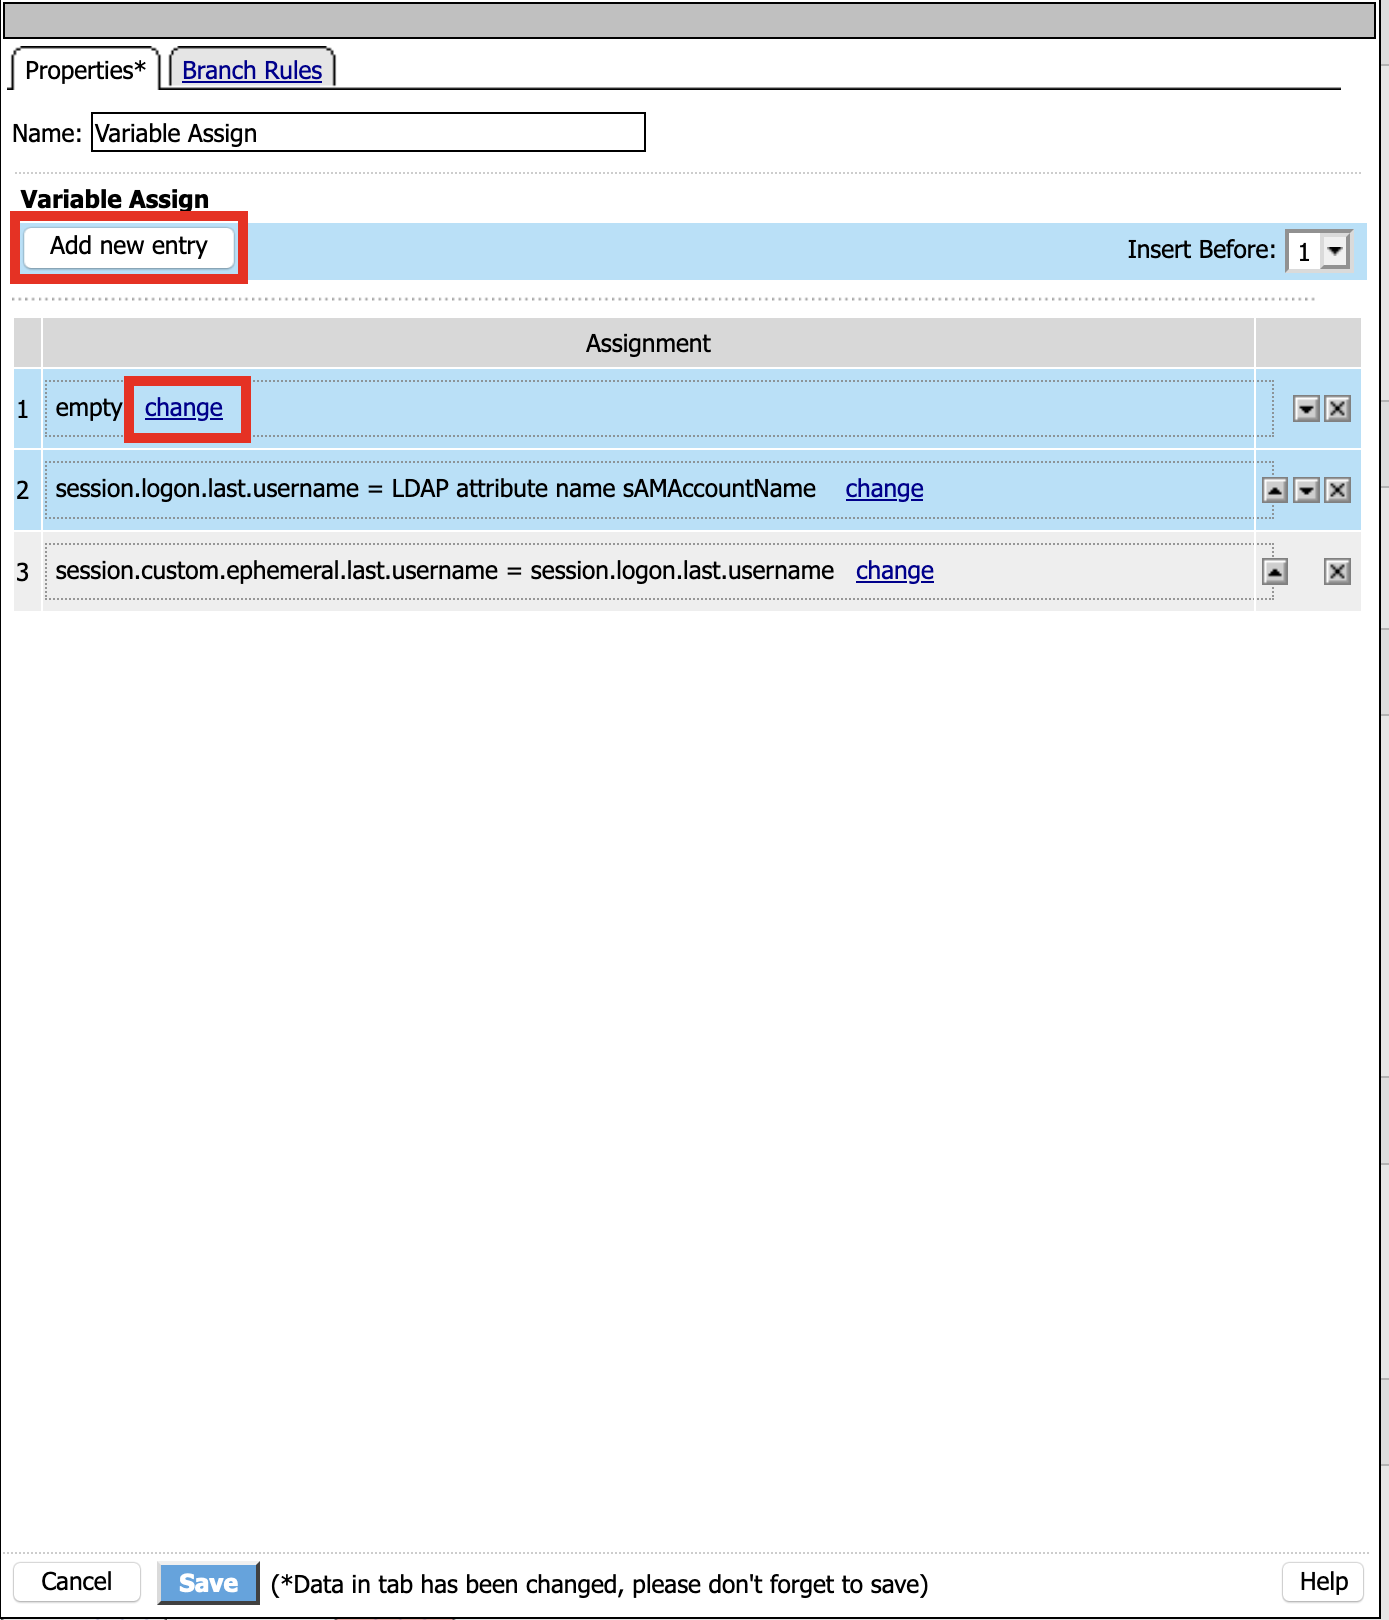 Properties* Branch Rules
Name: Variable Assign
Variable Assign
Add new entry Insert Before: 1
Assignment
1 empty change
2 session.logon.last.username = LDAP attribute name sAMAccountName change
3 session.custom.ephemeral.last.username = session.logon.last.username change
Cancel Save (*Data in tab has been changed, please don't forget to save) Help